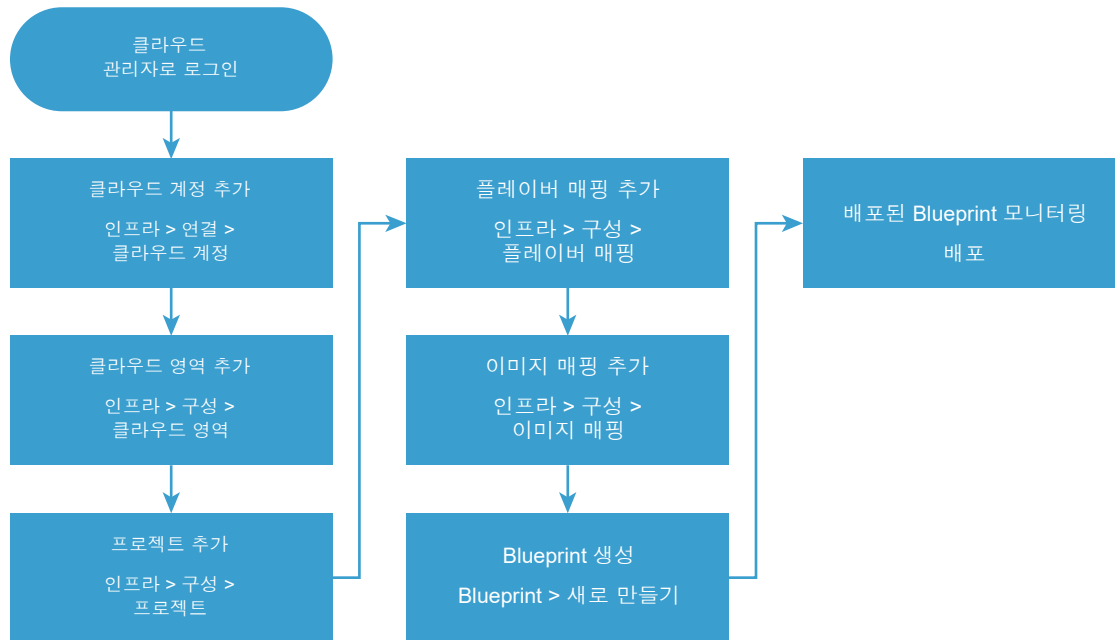 클라우드
관리자로 로그인
클라우드 계정 추가
인프라 > 연결 >
클라우드 계정
클라우드 영역 추가
인프라 > 구성 >
클라우드 영역
프로젝트 추가
인프라 > 구성 >
프로젝트
플레이버 매핑 추가
인프라 > 구성 >
플레이버 매핑
이미지 매핑 추가
인프라 > 구성 >
이미지 매핑
Blueprint 생성
Blueprint > 새로 만들기
배포된 Blueprint 모니터링
배포